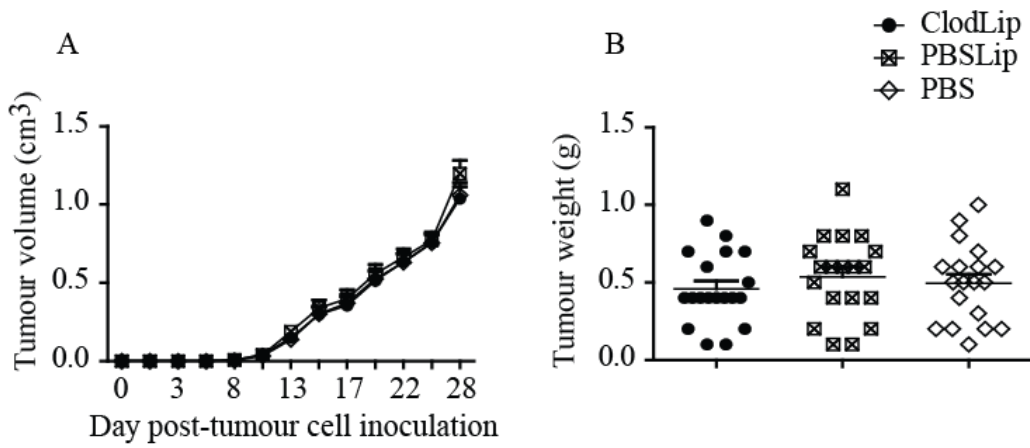 A
B
ClodLip
PBSLip
PBS
Tumour volume (cm3)
1.5
1.0
0.5
0.0
0 3 8 13 17 22 28
Day post-tumour cell inoculation
Tumour weight (g)
1.5
1.0
0.5
0.0